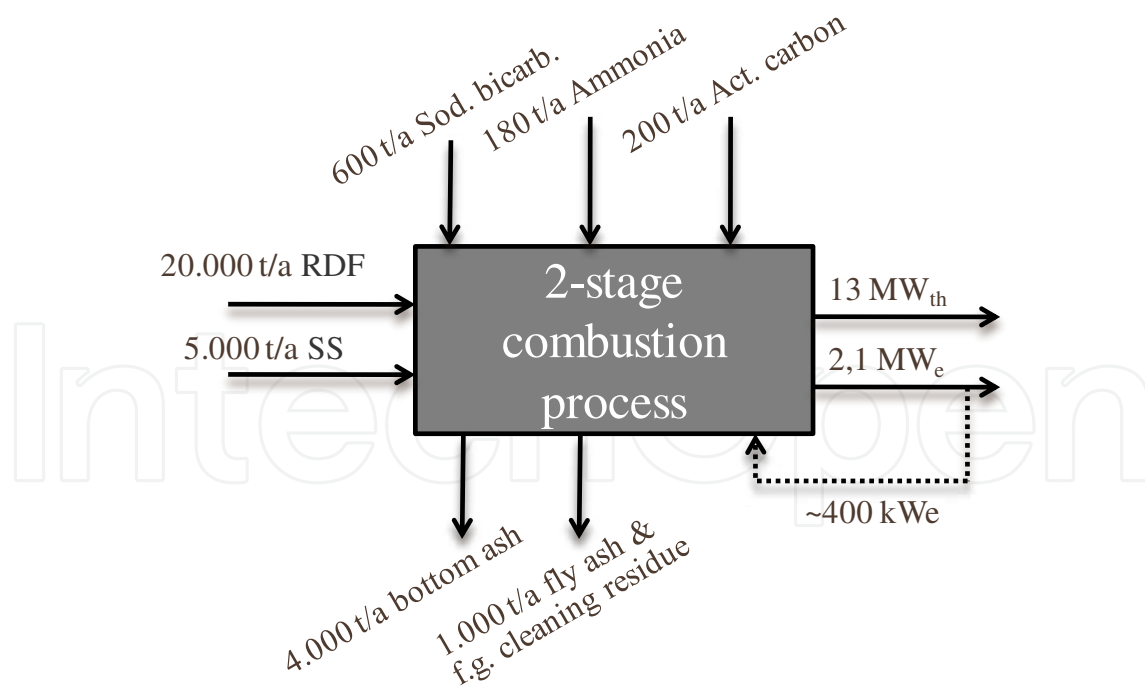 600 t/a Sod. bicarb.
180 t/a Ammonia
200 t/a Act. carbon
20.000 t/a RDF
5.000 t/a SS
2-stage
combustion
process
13 MWth
2,1 MWe
~400 kWe
4.000 t/a bottom ash
1.000 t/a fly ash &
f.g. cleaning residue
IntechOpen